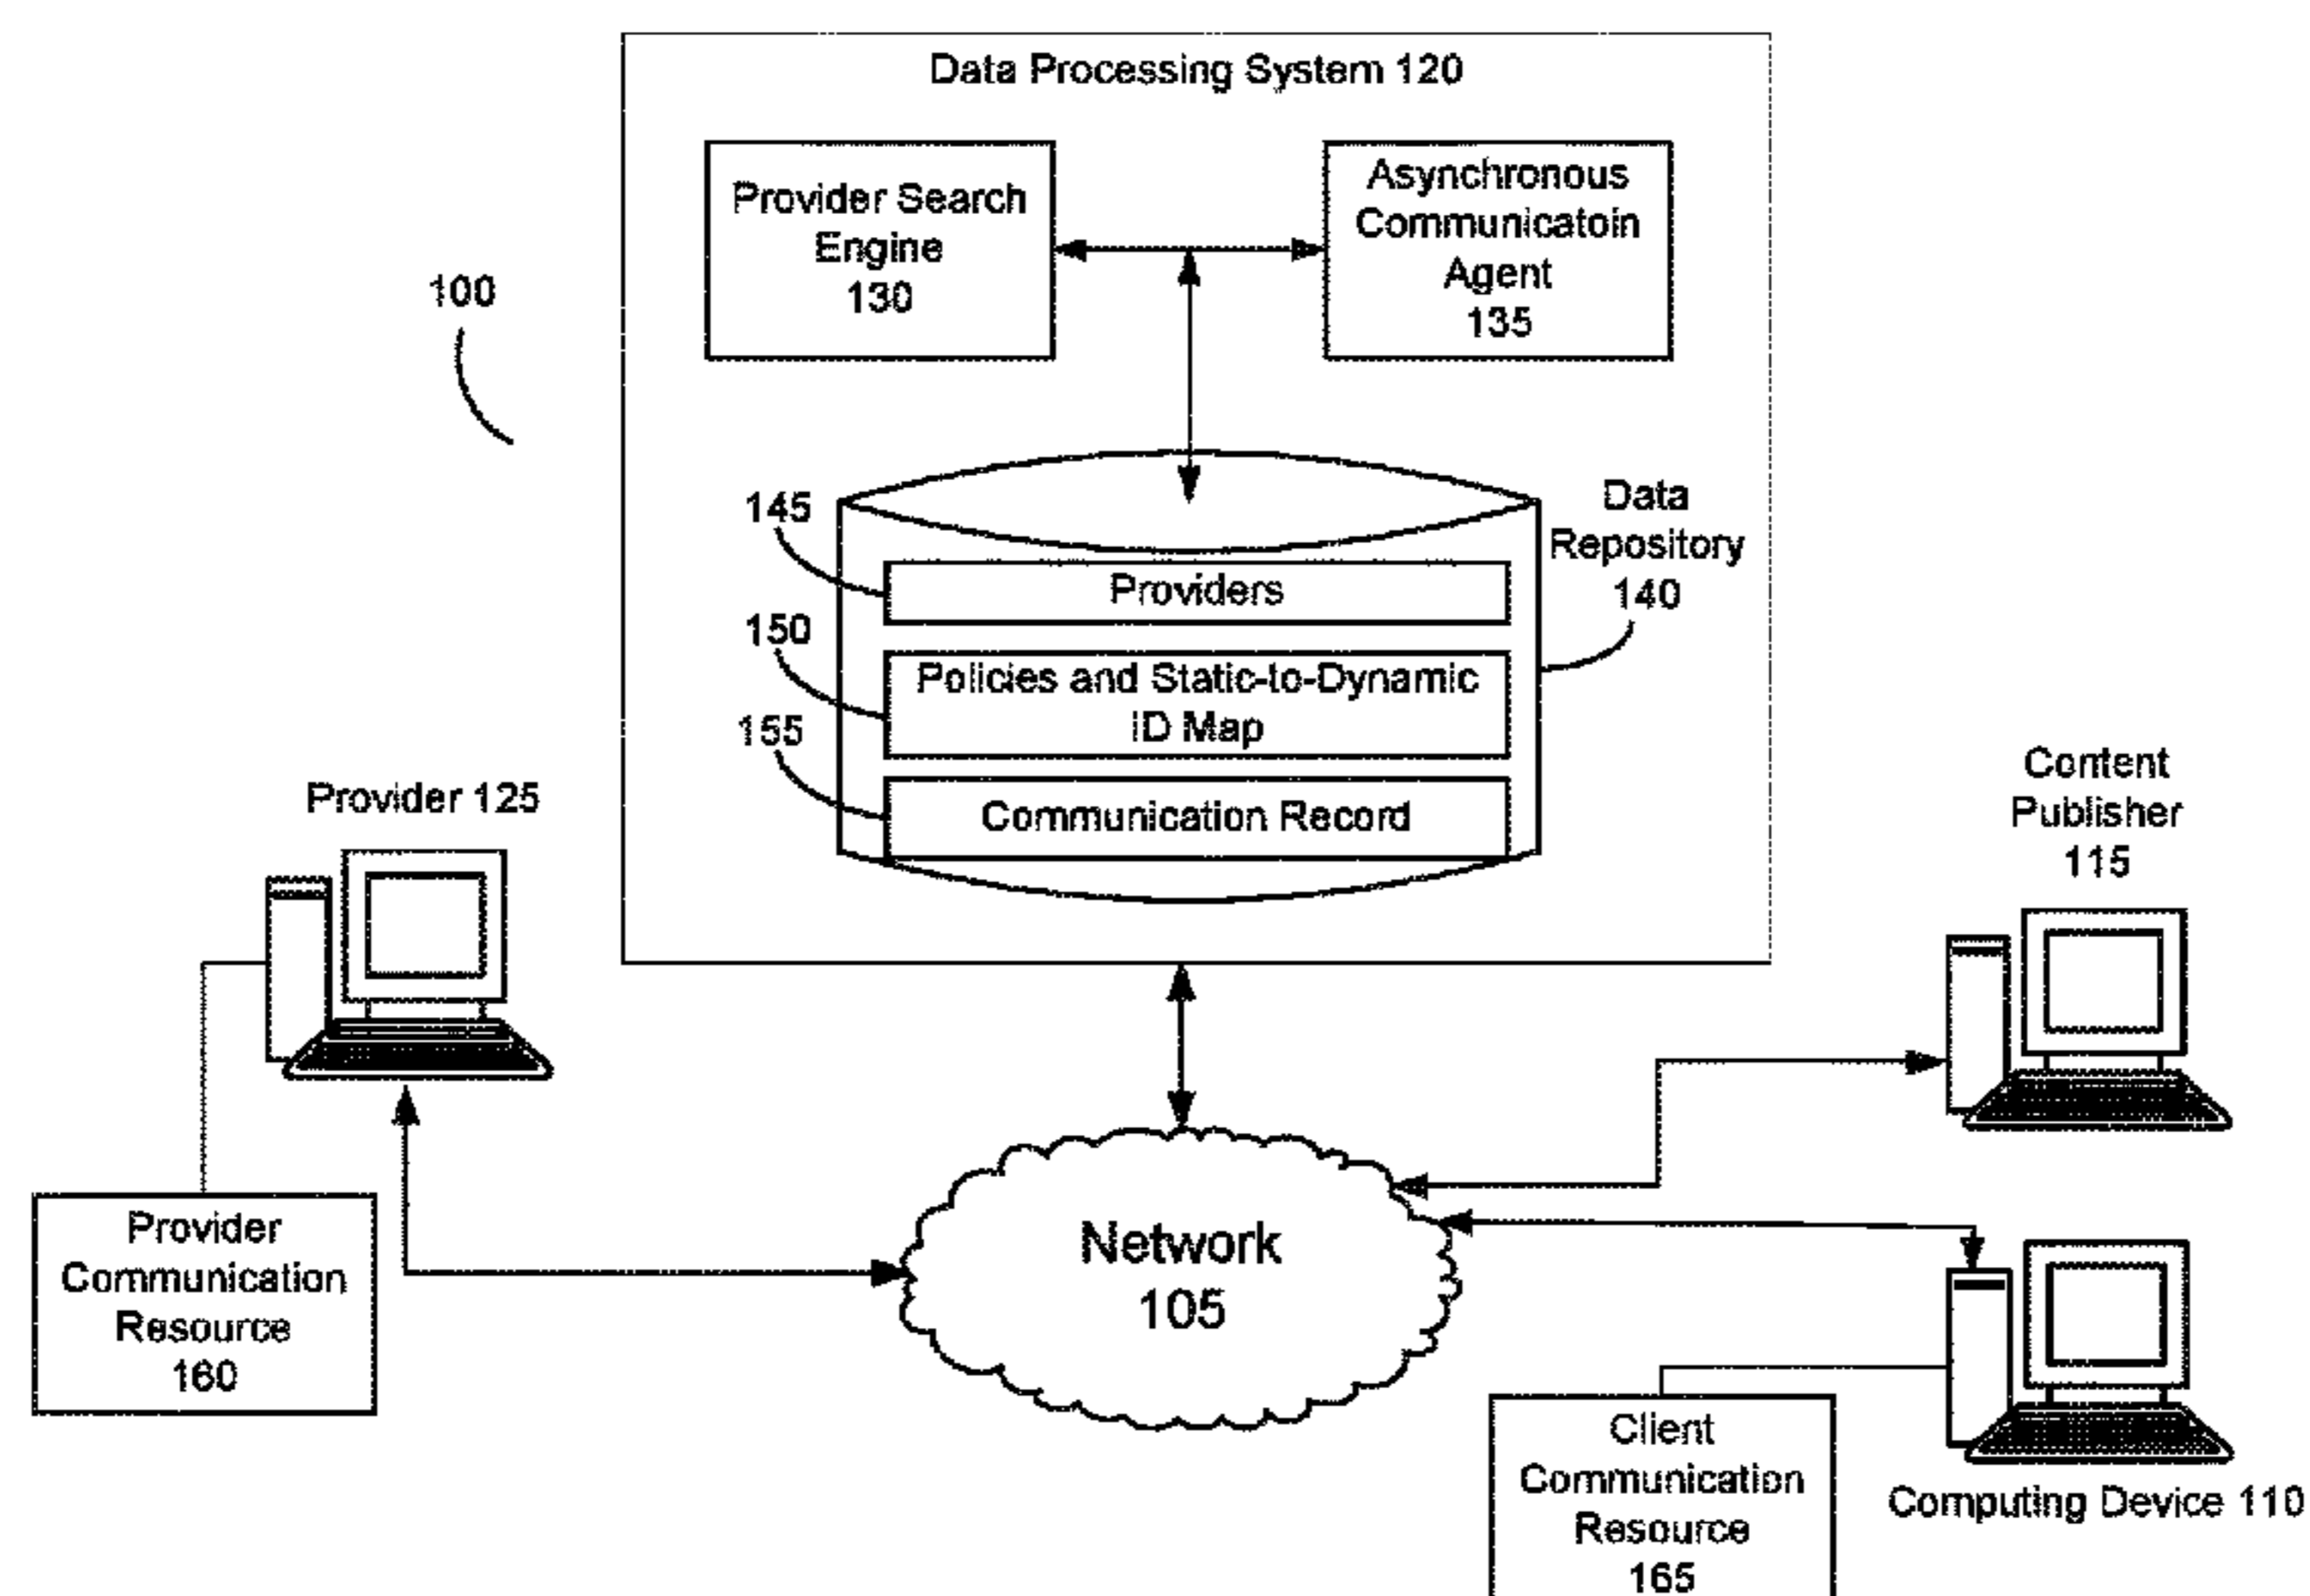 Data Processing System 120
Provider Search
Engine
130
Asynchronous
Communicatoin
Agent
135
100
145
Providers
Data
Repository
140
150
Policies and Static-to-Dynamic
ID Map
155
Communication Record
Provider 125
Content
Publisher
115
Provider
Communication
Resource
160
Network
105
Client
Communication
Resource
165
Computing Device 110